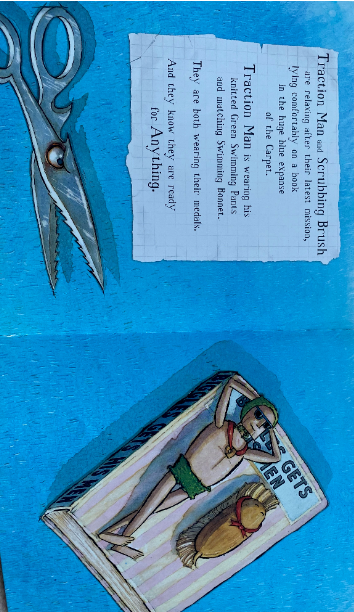 Traction Man and Scrubbing Brush
are relaxing after their latest mission,
lying comfortably on a book
in the huge blue expanse
of the Carpet.
Traction Man is wearing his
knitted Green Swimming Pants
and matching Swimming Bonnet.
They are both wearing their medals.
And they know they are ready
for Anything.
GETS